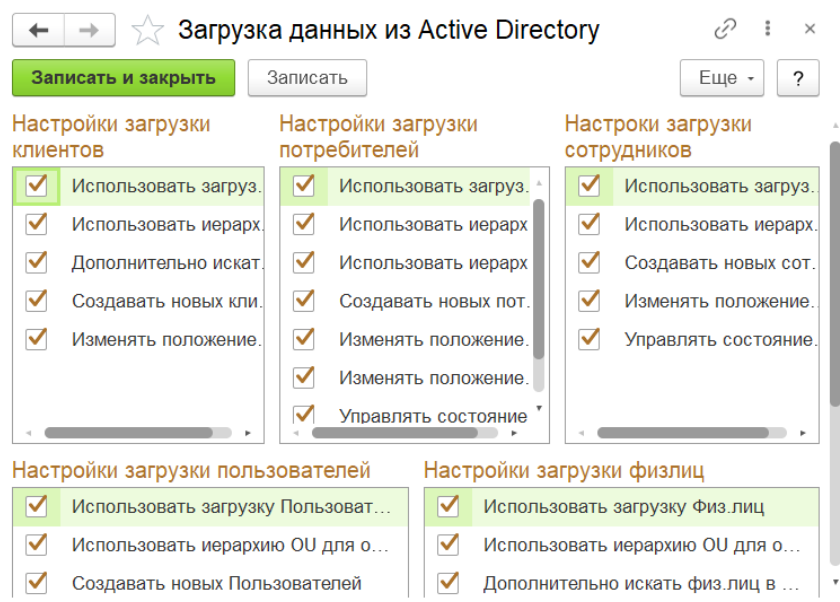 Загрузка данных из Active Directory
Записать и закрыть
Записать
Еще
?
Настройки загрузки
клиентов
Использовать загруз.
Использовать иерарх.
Дополнительно искат.
Создавать новых кли.
Изменять положение.
Настройки загрузки
потребителей
Использовать загруз.
Использовать иерарх
Использовать иерарх
Создавать новых пот.
Изменять положение.
Изменять положение.
Управлять состояние
Настроки загрузки
сотрудников
Использовать загруз..
Использовать иерарх.
Создавать новых сот.
Изменять положение..
Управлять состояние.
Настройки загрузки пользователей
Использовать загрузку Пользоват...
Использовать иерархию OU для о...
Создавать новых Пользователей
Настройки загрузки физлиц
Использовать загрузку Физ.лиц
Использовать иерархию OU для о...
Дополнительно искать физ.лиц в ...